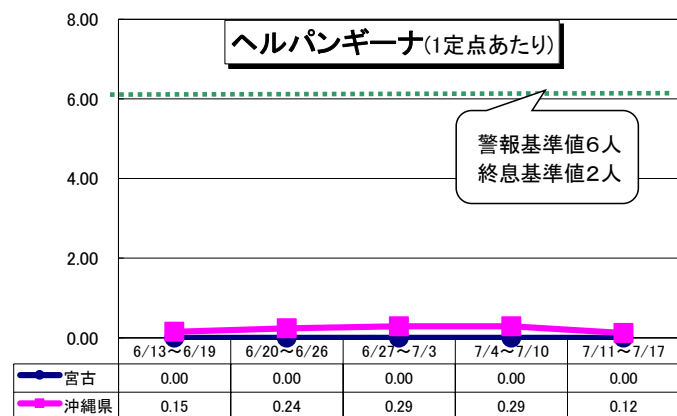 ヘルパンギーナ(1定点あたり)
8.00
6.00
4.00
2.00
0.00
警報基準値6人
終息基準値2人
6/13～6/19 6/20～6/26 6/27～7/3 7/4～7/10 7/11～7/17
宮古 0.00 0.00 0.00 0.00 0.00
沖縄県 0.15 0.24 0.29 0.29 0.12